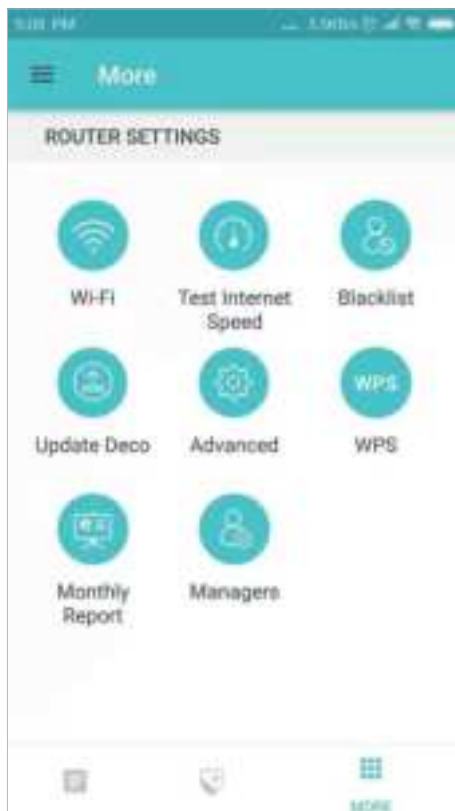 More
ROUTER SETTINGS
Wi-Fi
Test Internet
Speed
Blacklist
Update Deco
Advanced
WPS
WPS
Monthly
Report
Managers
MORE